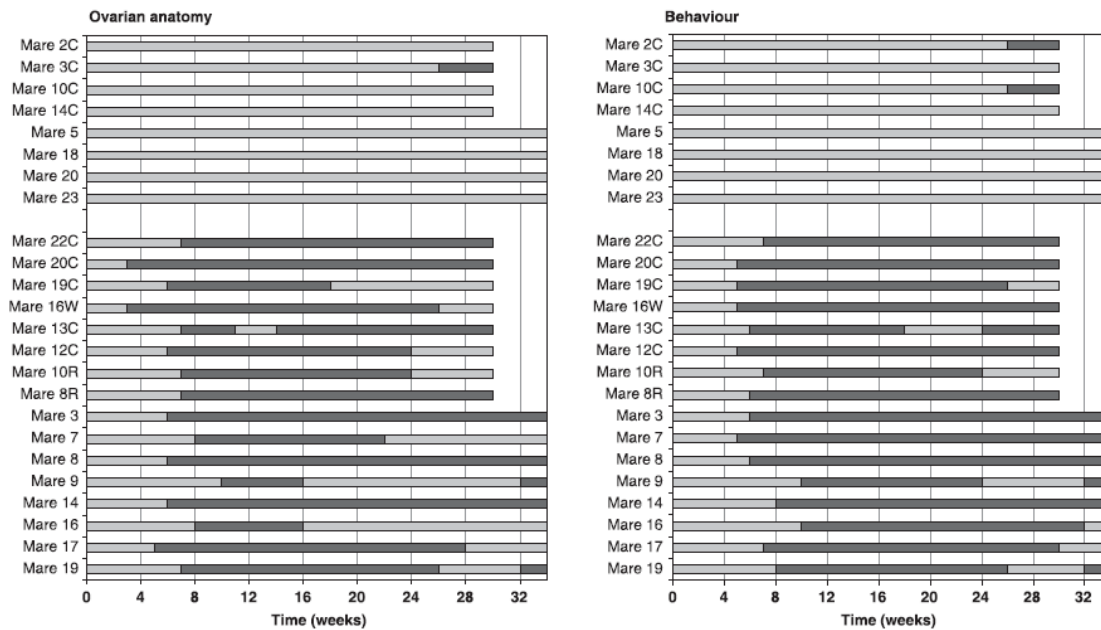 Ovarian anatomy
Mare 2C
Mare 3C
Mare 10C
Mare 14C
Mare 5
Mare 18
Mare 20
Mare 23
Mare 22C
Mare 20C
Mare 19C
Mare 16W
Mare 13C
Mare 12C
Mare 10R
Mare 8R
Mare 3
Mare 7
Mare 8
Mare 9
Mare 14
Mare 16
Mare 17
Mare 19
0 4 8 12 16 20 24 28 32
Time (weeks)
Behaviour
Mare 2C
Mare 3C
Mare 10C
Mare 14C
Mare 5
Mare 18
Mare 20
Mare 23
Mare 22C
Mare 20C
Mare 19C
Mare 16W
Mare 13C
Mare 12C
Mare 10R
Mare 8R
Mare 3
Mare 7
Mare 8
Mare 9
Mare 14
Mare 16
Mare 17
Mare 19
0 4 8 12 16 20 24 28 32
Time (weeks)